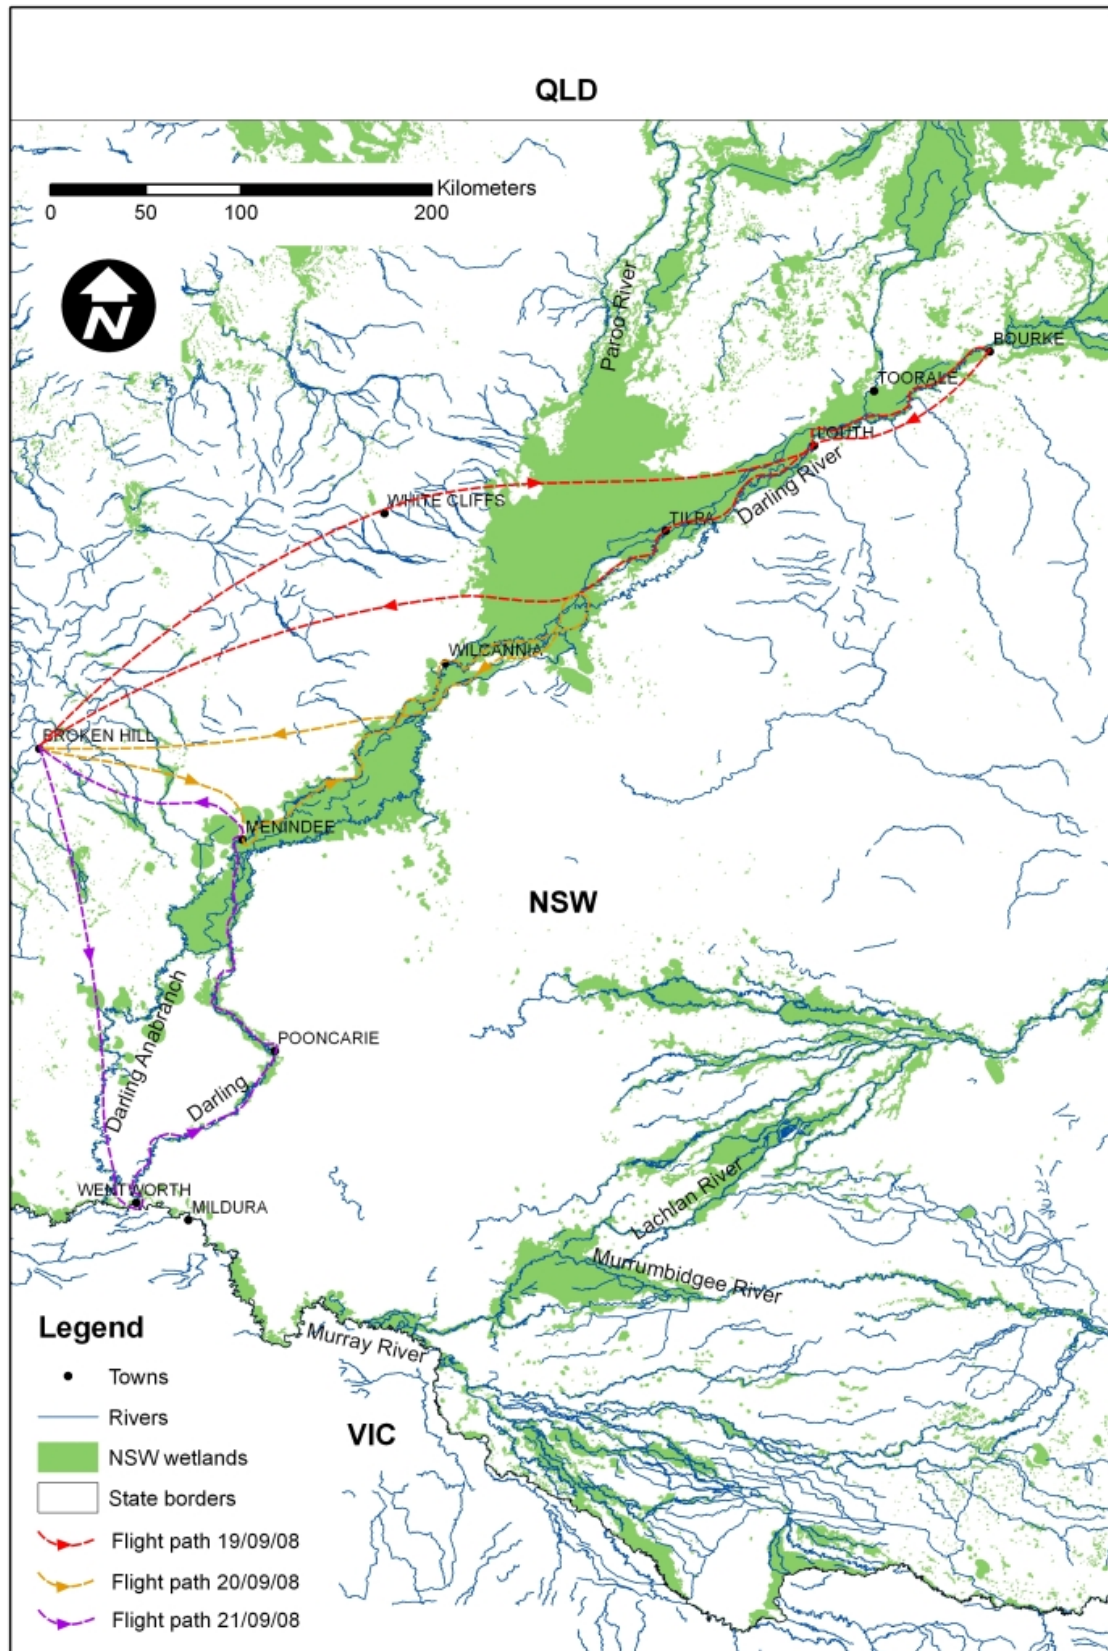 QLD
Kilometers
0 50 100 200
N
Paroo River
BOURKE
TOORALE
LOUTH
Darling River
WHITE CLIFFS
TILPA
WILCANNIA
BROKEN HILL
MENINDEE
NSW
Darling Anabranch
POONCARIE
Darling
WENTWORTH
MILDURA
Lachlan River
Murrumbidgee River
Murray River
VIC
Legend
Towns
Rivers
NSW wetlands
State borders
Flight path 19/09/08
Flight path 20/09/08
Flight path 21/09/08